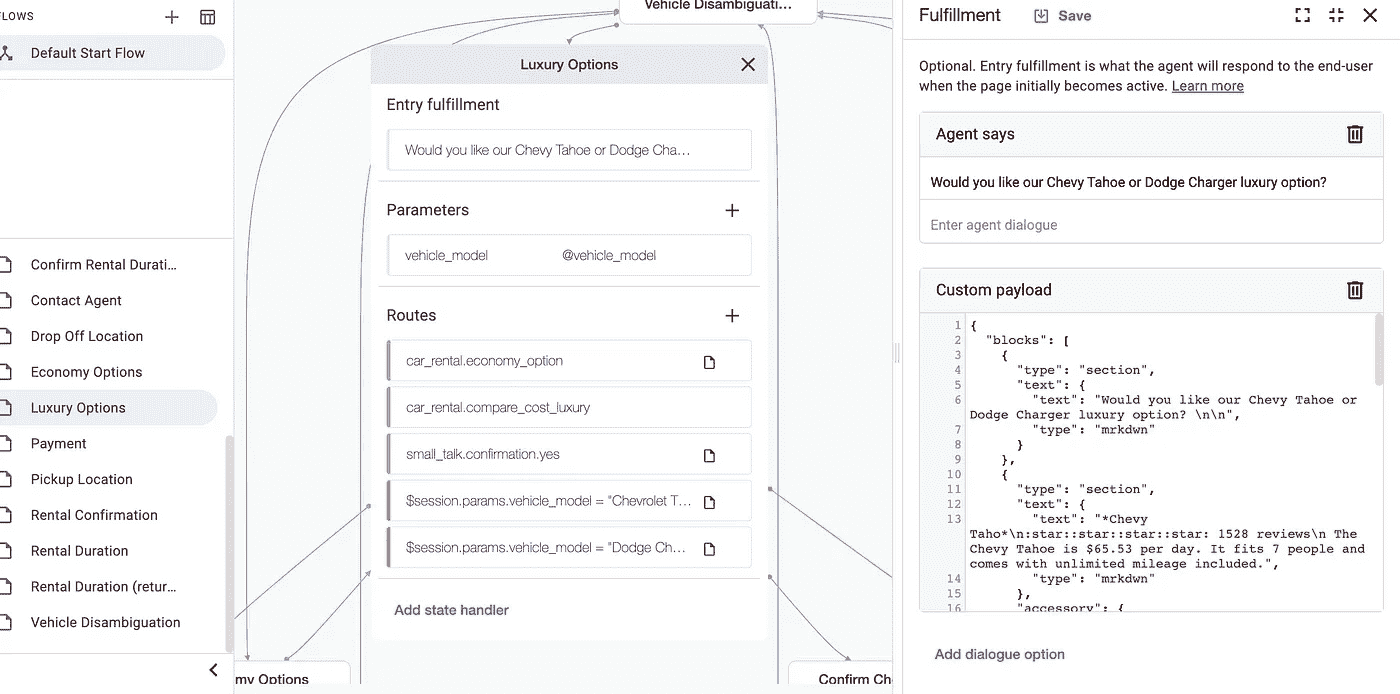 LOWS
Default Start Flow
Confirm Rental Durati...
Contact Agent
Drop Off Location
Economy Options
Luxury Options
Payment
Pickup Location
Rental Confirmation
Rental Duration
Rental Duration (retur...
Vehicle Disambiguation
Vehicle Disambiguati...
Luxury Options
Entry fulfillment
Would you like our Chevy Tahoe or Dodge Cha...
Parameters
vehicle_model @vehicle_model
Routes
car_rental.economy_option
car_rental.compare_cost_luxury
small_talk.confirmation.yes
$session.params.vehicle_model = "Chevrolet T...
$session.params.vehicle_model = "Dodge Ch...
Add state handler
my Options
Confirm Ch
Fulfillment
Save
Optional. Entry fulfillment is what the agent will respond to the end-user
when the page initially becomes active. Learn more
Agent says
Would you like our Chevy Tahoe or Dodge Charger luxury option?
Enter agent dialogue
Custom payload
1 {
2 "blocks": [
3 {
4 "type": "section",
5 "text": {
6 "text": "Would you like our Chevy Tahoe or
Dodge Charger luxury option? \n\n",
7 "type": "mrkdwn"
8 }
9 },
10 {
11 "type": "section",
12 "text": {
13 "text": "*Chevy
Taho*\n:star::star::star::star: 1528 reviews\n The
Chevy Tahoe is $65.53 per day. It fits 7 people and
comes with unlimited mileage included.",
14 "type": "mrkdwn"
15 },
16 "accessory": {
Add dialogue option